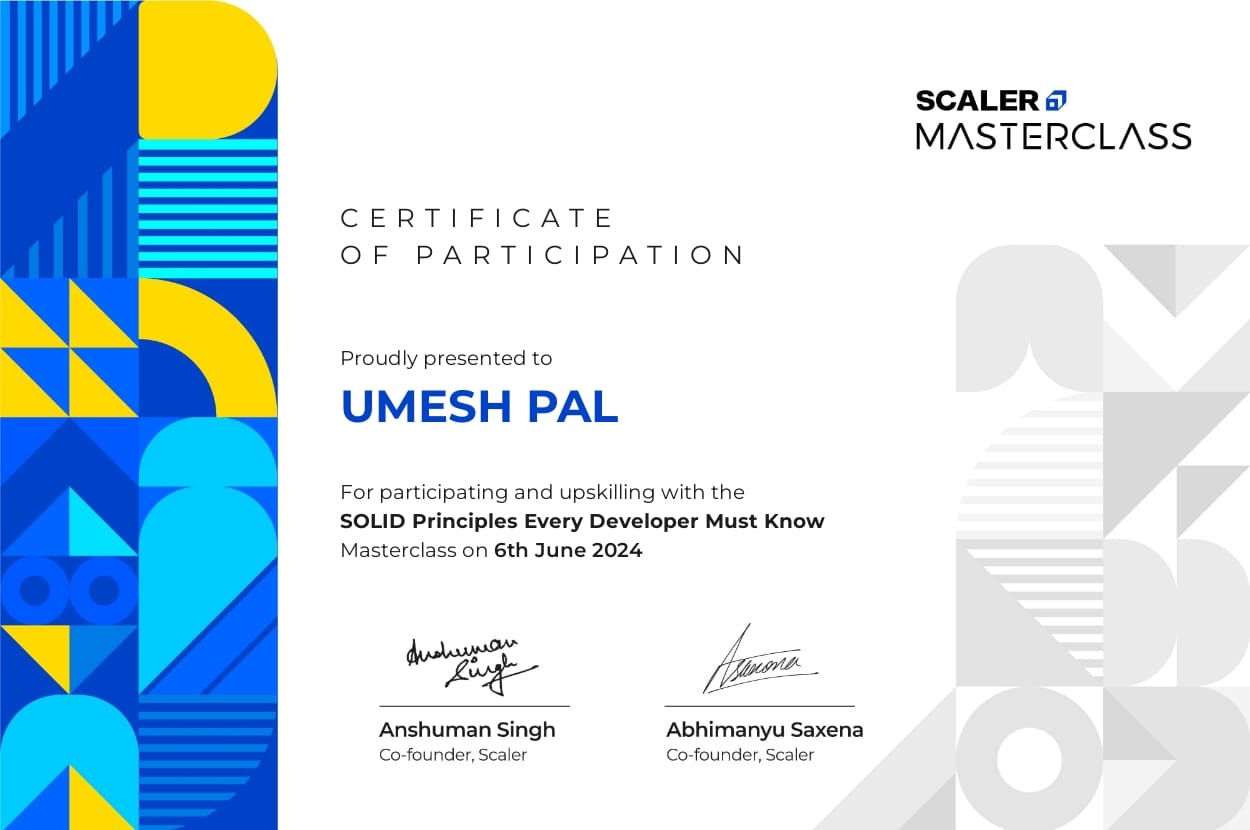 SCALER
MASTERCLASS
CERTIFICATE
OF PARTICIPATION
Proudly presented to
UMESH PAL
For participating and upskilling with the
SOLID Principles Every Developer Must Know
Masterclass on 6th June 2024
Anshuman
Singh
Asaxena
Anshuman Singh
Co-founder, Scaler
Abhimanyu Saxena
Co-founder, Scaler